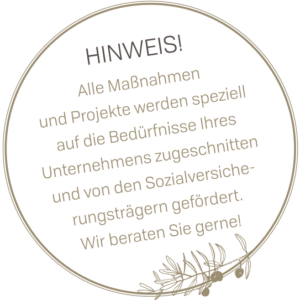 HINWEIS!
Alle Maßnahmen
und Projekte werden speziell
auf die Bedürfnisse Ihres
Unternehmens zugeschnitten
und von den Sozialversiche-
rungsträgern gefördert.
Wir beraten Sie gerne!